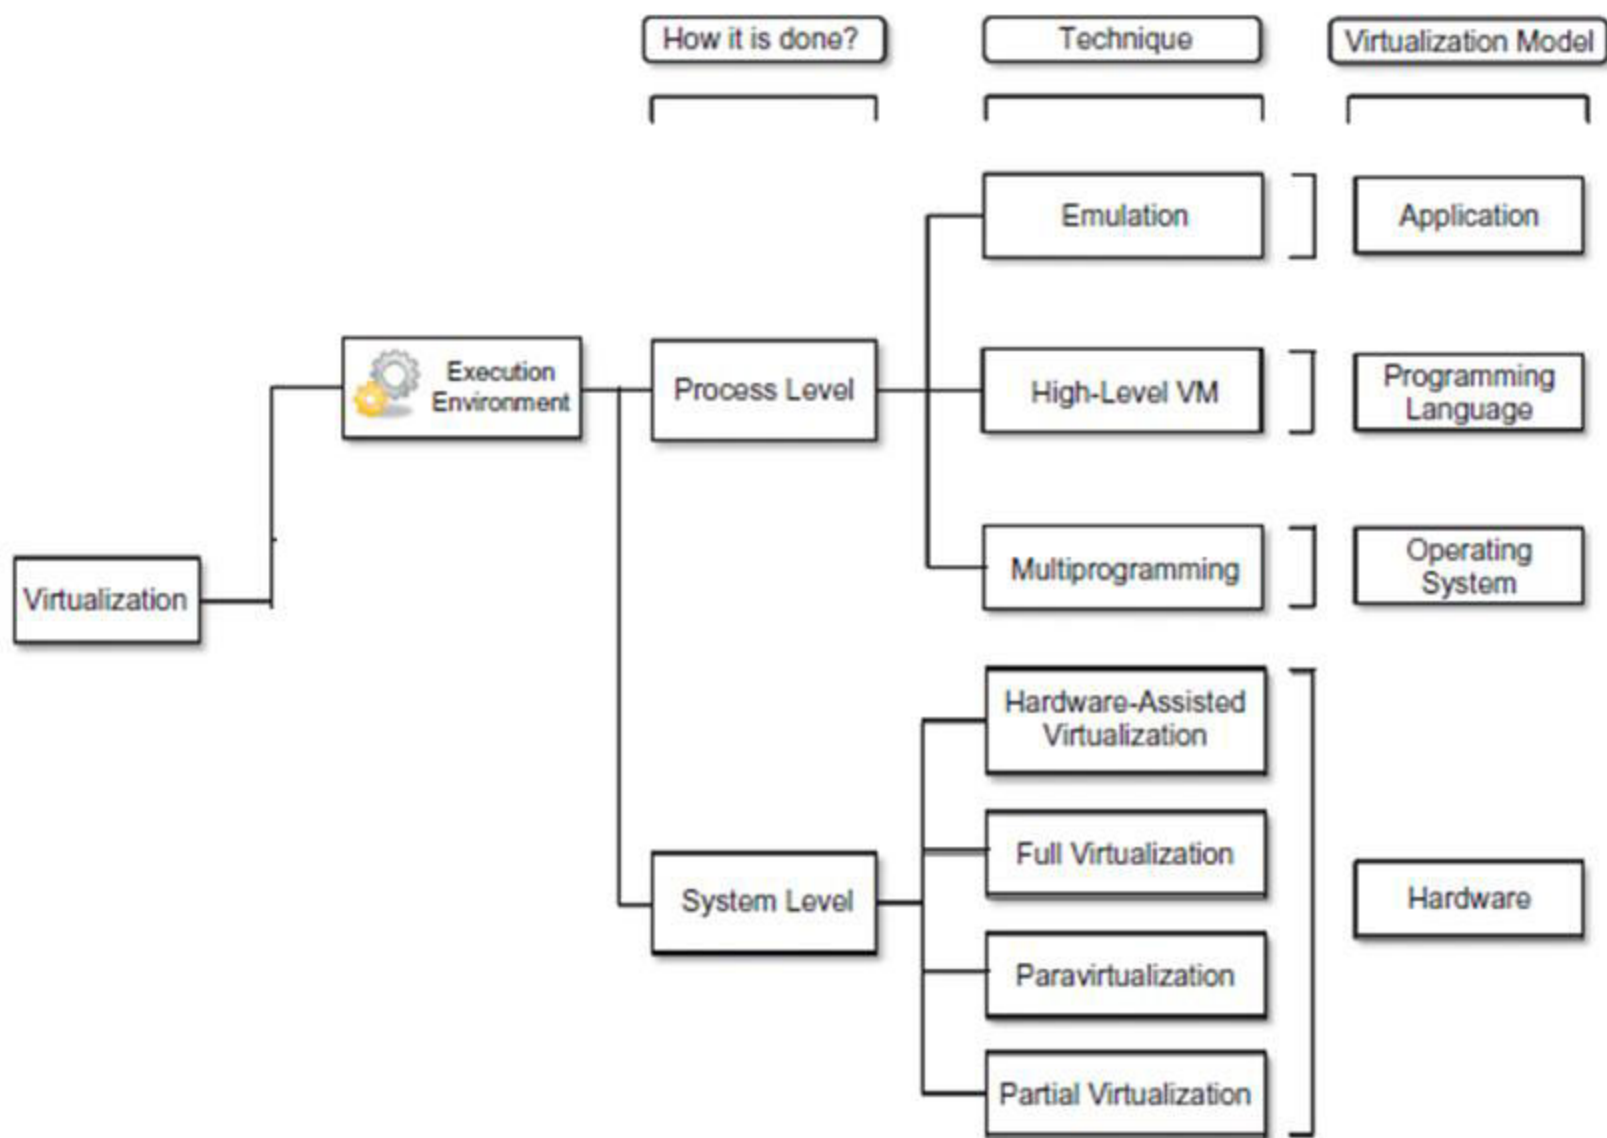 How it is done?
Technique
Virtualization Model
Emulation
Application
Execution
Environment
Process Level
High-Level VM
Programming
Language
Virtualization
Multiprogramming
Operating
System
Hardware-Assisted
Virtualization
System Level
Full Virtualization
Hardware
Paravirtualization
Partial Virtualization